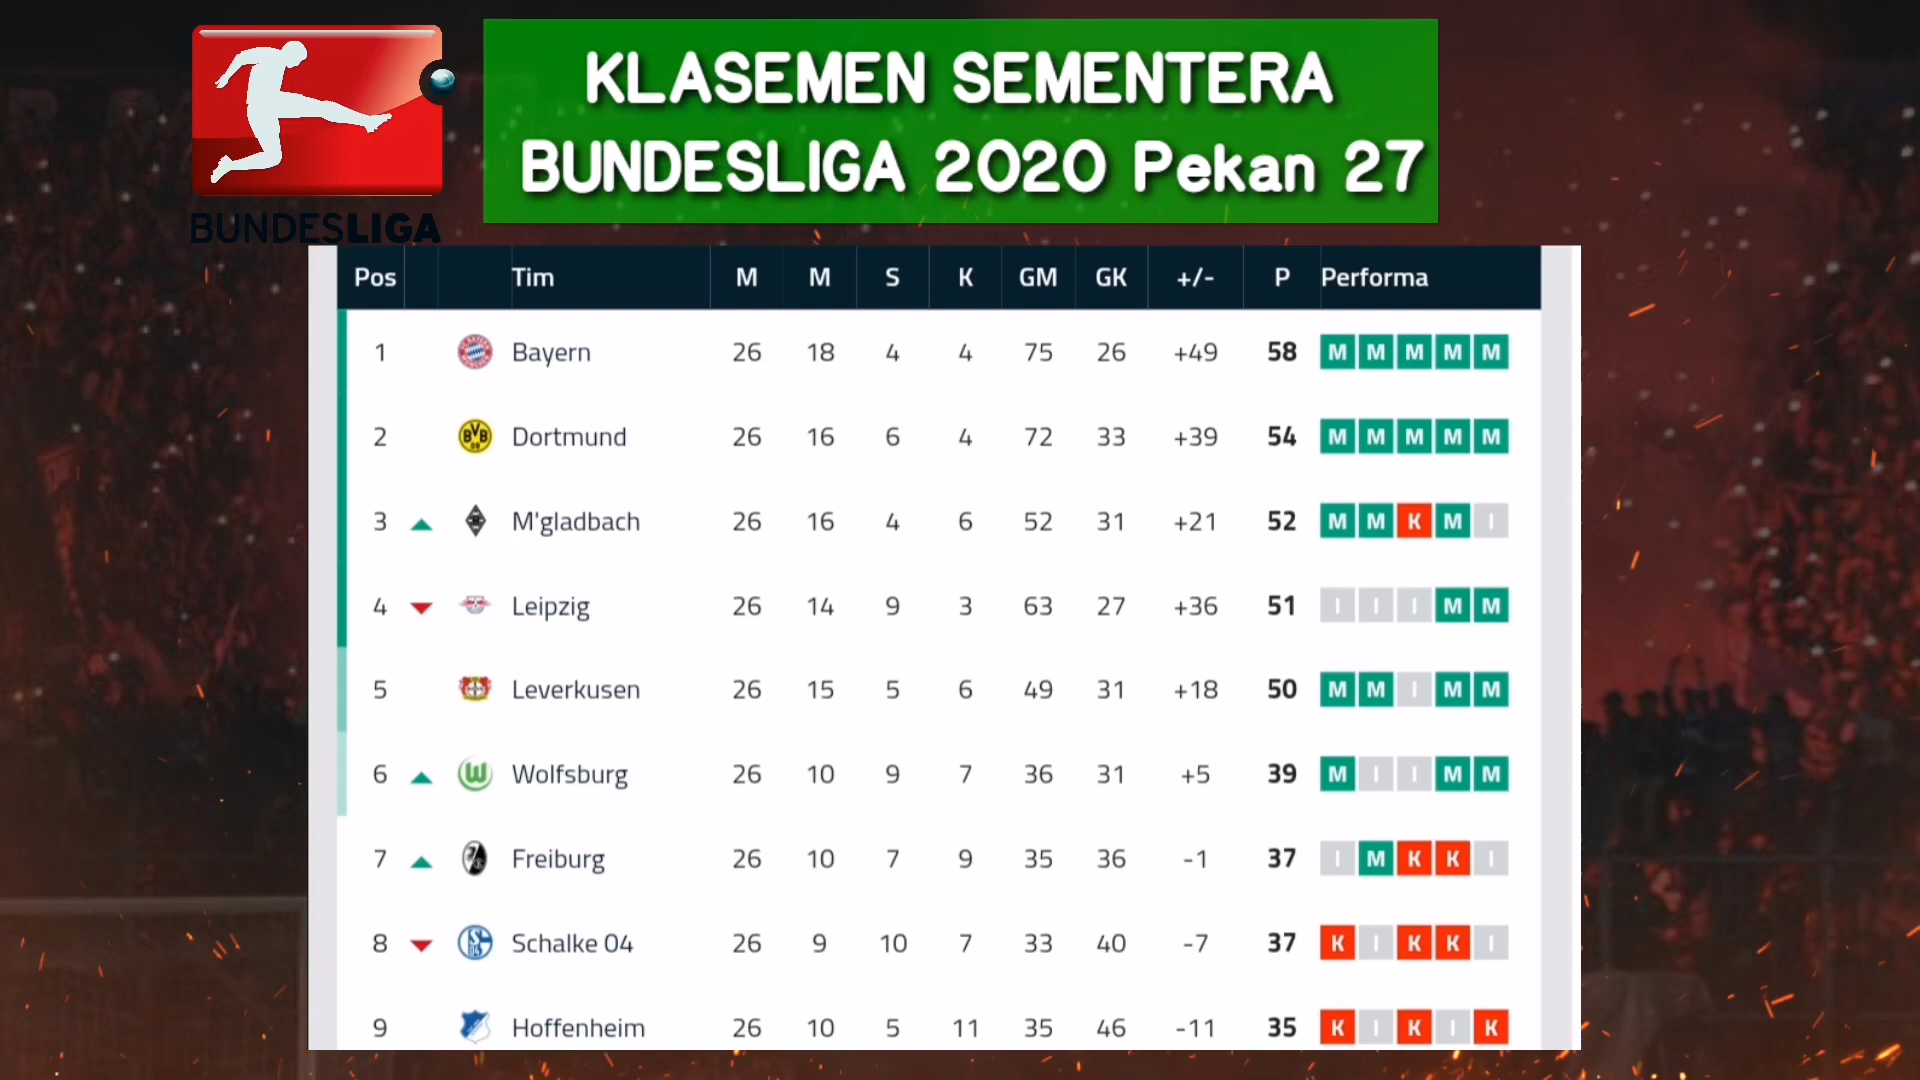 KLASEMEN SEMENTERA
BUNDESLIGA 2020 Pekan 27
BUNDESLIGA
Pos Tim M M S K GM GK +/- P Performa
1 Bayern 26 18 4 4 75 26 +49 58 M M M M M
2 BVB 09 Dortmund 26 16 6 4 72 33 +39 54 M M M M M
3 M'gladbach 26 16 4 6 52 31 +21 52 M M K M I
4 Leipzig 26 14 9 3 63 27 +36 51 I I I M M
5 Leverkusen 26 15 5 6 49 31 +18 50 M M I M M
6 W Wolfsburg 26 10 9 7 36 31 +5 39 M I I M M
7 Freiburg 26 10 7 9 35 36 -1 37 I M K K I
8 Schalke 04 26 9 10 7 33 40 -7 37 K I K K I
9 Hoffenheim 26 10 5 11 35 46 -11 35 K I K I K